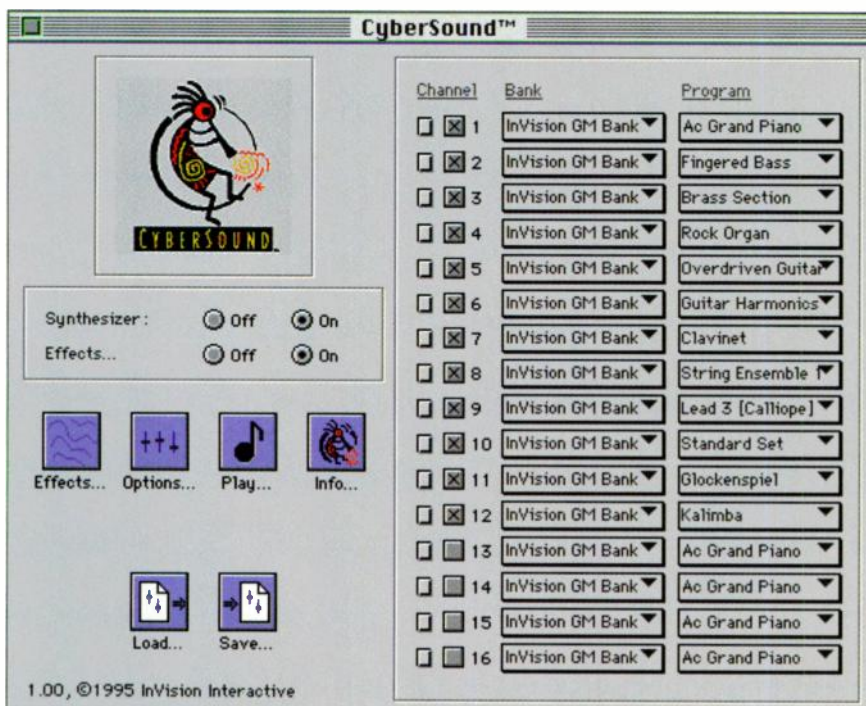 CyberSound™
CYBERSOUND
Synthesizer: Off On
Effects... Off On
Effects... Options... Play... Info...
Load... Save...
1.00, ©1995 InVision Interactive
Channel Bank Program
1 InVision GM Bank Ac Grand Piano
2 InVision GM Bank Fingered Bass
3 InVision GM Bank Brass Section
4 InVision GM Bank Rock Organ
5 InVision GM Bank Overdriven Guitar
6 InVision GM Bank Guitar Harmonics
7 InVision GM Bank Clavinet
8 InVision GM Bank String Ensemble 1
9 InVision GM Bank Lead 3 [Calliope]
10 InVision GM Bank Standard Set
11 InVision GM Bank Glockenspiel
12 InVision GM Bank Kalimba
13 InVision GM Bank Ac Grand Piano
14 InVision GM Bank Ac Grand Piano
15 InVision GM Bank Ac Grand Piano
16 InVision GM Bank Ac Grand Piano